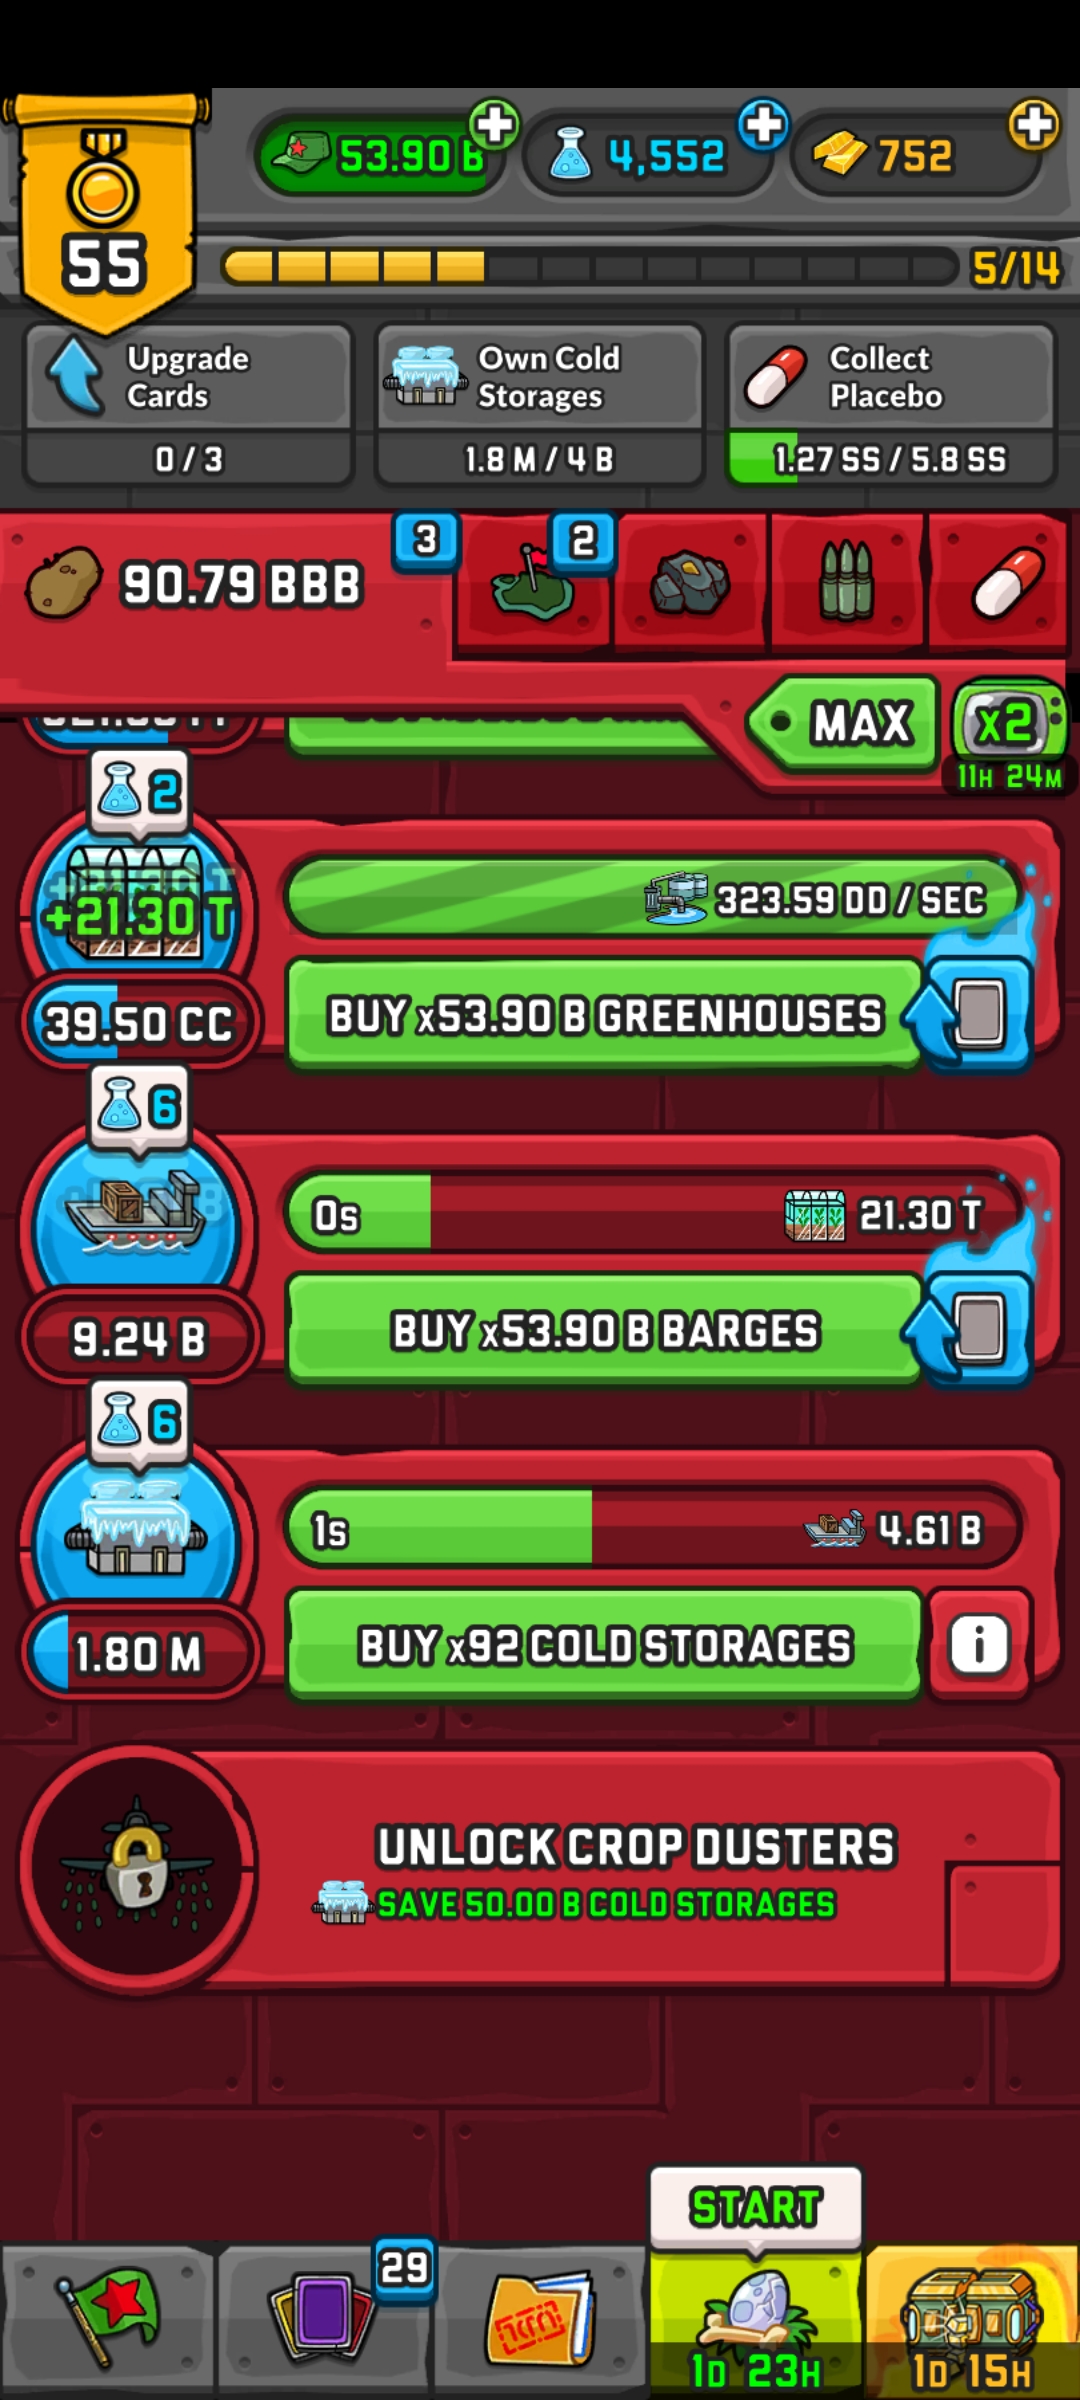 53.90 B
4,552
752
55
5/14
Upgrade Cards
0 / 3
Own Cold Storages
1.8 M / 4 B
Collect Placebo
1.27 SS / 5.8 SS
90.79 BBB
3
2
MAX
x2
11H 24M
2
+21.30 T
323.59 DD / SEC
39.50 CC
BUY x53.90 B GREENHOUSES
6
0s
21.30 T
9.24 B
BUY x53.90 B BARGES
6
1s
4.61 B
1.80 M
BUY x92 COLD STORAGES
i
UNLOCK CROP DUSTERS
SAVE 50.00 B COLD STORAGES
START
29
1D 23H
1D 15H